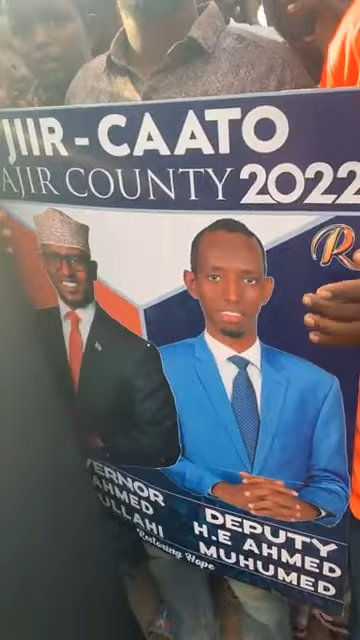 JIIR - CAATO
AJIR COUNTY 2022
R
VERNOR
AHMED
ULLAHI
DEPUTY
H.E AHMED
MUHUMED
Restoring Hope